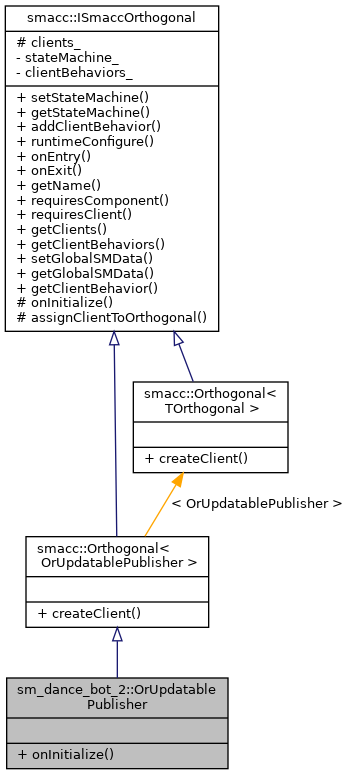 smacc::ISmaccOrthogonal
# clients_
- stateMachine_
- clientBehaviors_
+ setStateMachine()
+ getStateMachine()
+ addClientBehavior()
+ runtimeConfigure()
+ onEntry()
+ onExit()
+ getName()
+ requiresComponent()
+ requiresClient()
+ getClients()
+ getClientBehaviors()
+ setGlobalSMData()
+ getGlobalSMData()
+ getClientBehavior()
# onInitialize()
# assignClientToOrthogonal()
smacc::Orthogonal<
TOrthogonal >
+ createClient()
< OrUpdatablePublisher >
smacc::Orthogonal<
OrUpdatablePublisher >
+ createClient()
sm_dance_bot_2::OrUpdatable
Publisher
+ onInitialize()